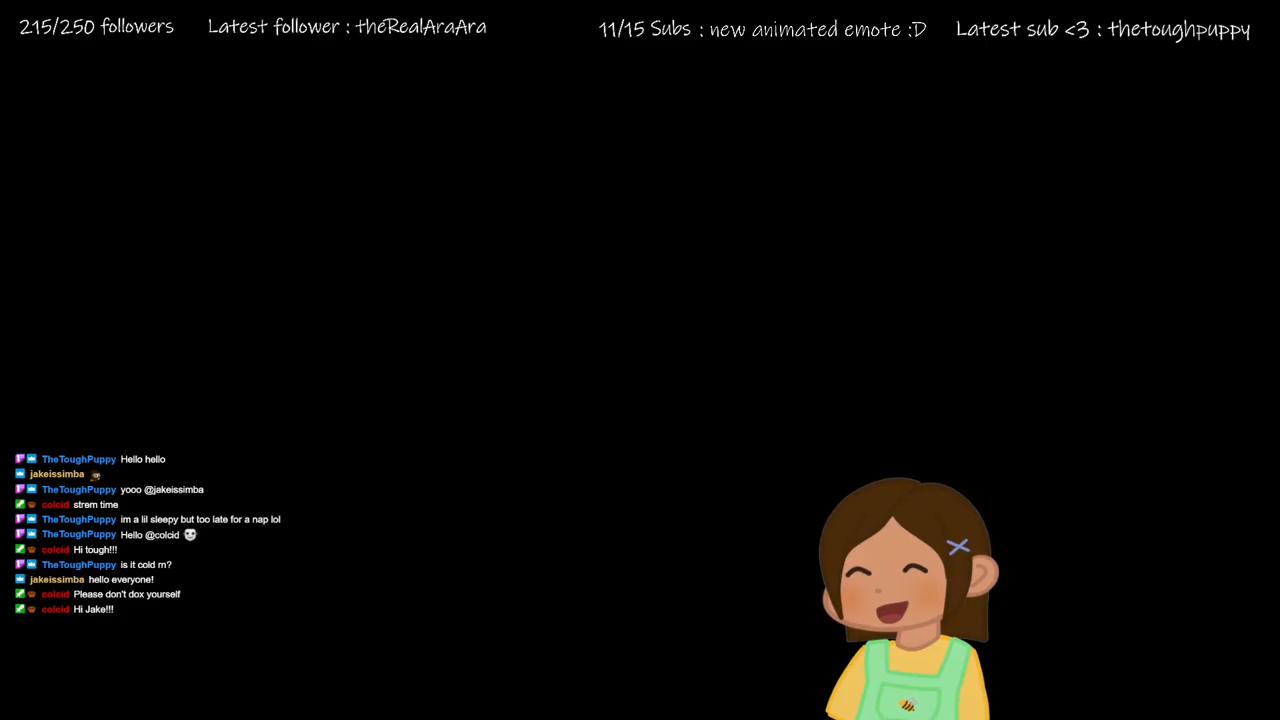 215/250 followers Latest follower : theRealAraAra 11/15 Subs : new animated emote :D Latest sub <3 : thetoughpuppy
TheToughPuppy Hello hello
jakeissimba
TheToughPuppy yooo @jakeissimba
colcid strem time
TheToughPuppy im a lil sleepy but too late for a nap lol
TheToughPuppy Hello @colcid
colcid Hi tough!!!
TheToughPuppy is it cold rn?
jakeissimba hello everyone!
colcid Please don't dox yourself
colcid Hi Jake!!!